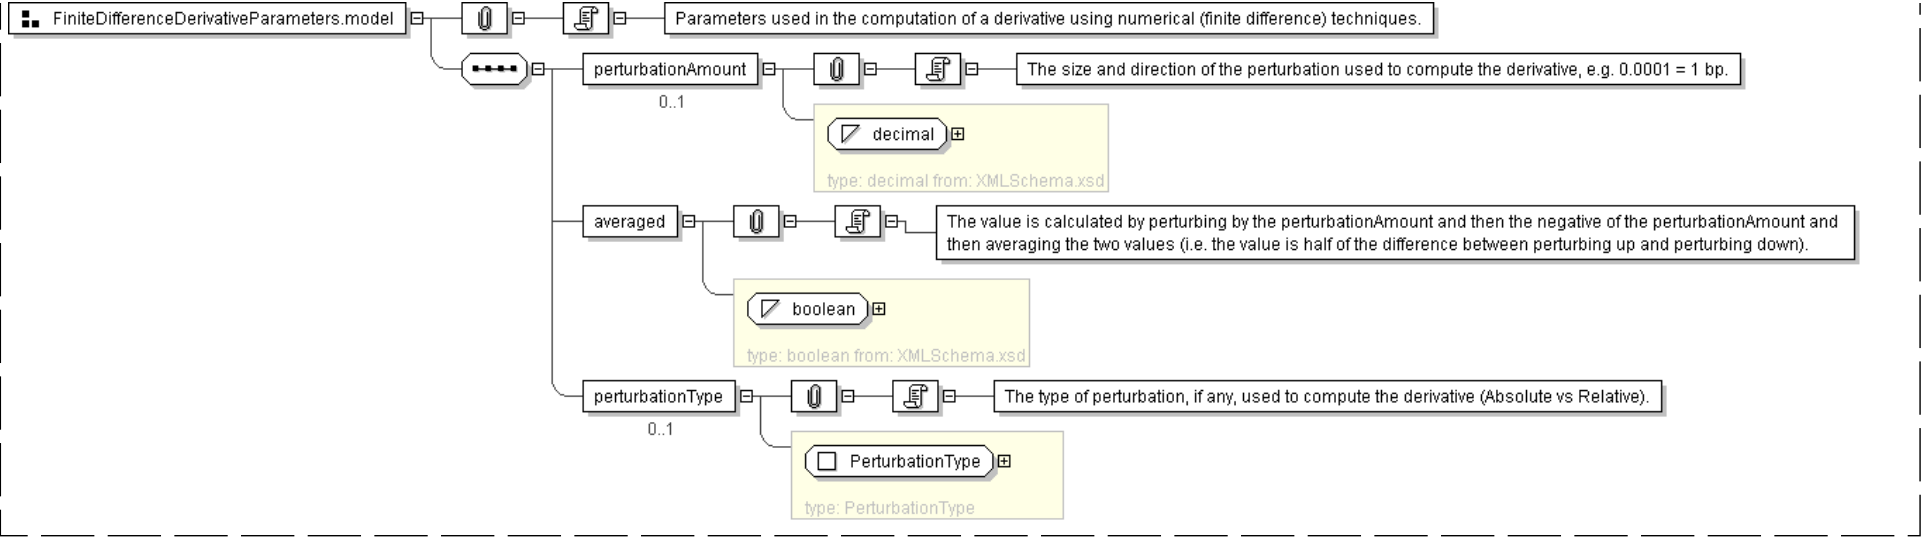 FiniteDifferenceDerivativeParameters.model
Parameters used in the computation of a derivative using numerical (finite difference) techniques.
perturbationAmount
The size and direction of the perturbation used to compute the derivative, e.g. 0.0001 = 1 bp.
0..1
decimal
type: decimal from: XMLSchema.xsd
averaged
The value is calculated by perturbing by the perturbationAmount and then the negative of the perturbationAmount and
then averaging the two values (i.e. the value is half of the difference between perturbing up and perturbing down).
boolean
type: boolean from: XMLSchema.xsd
perturbationType
The type of perturbation, if any, used to compute the derivative (Absolute vs Relative).
0..1
PerturbationType
type: PerturbationType